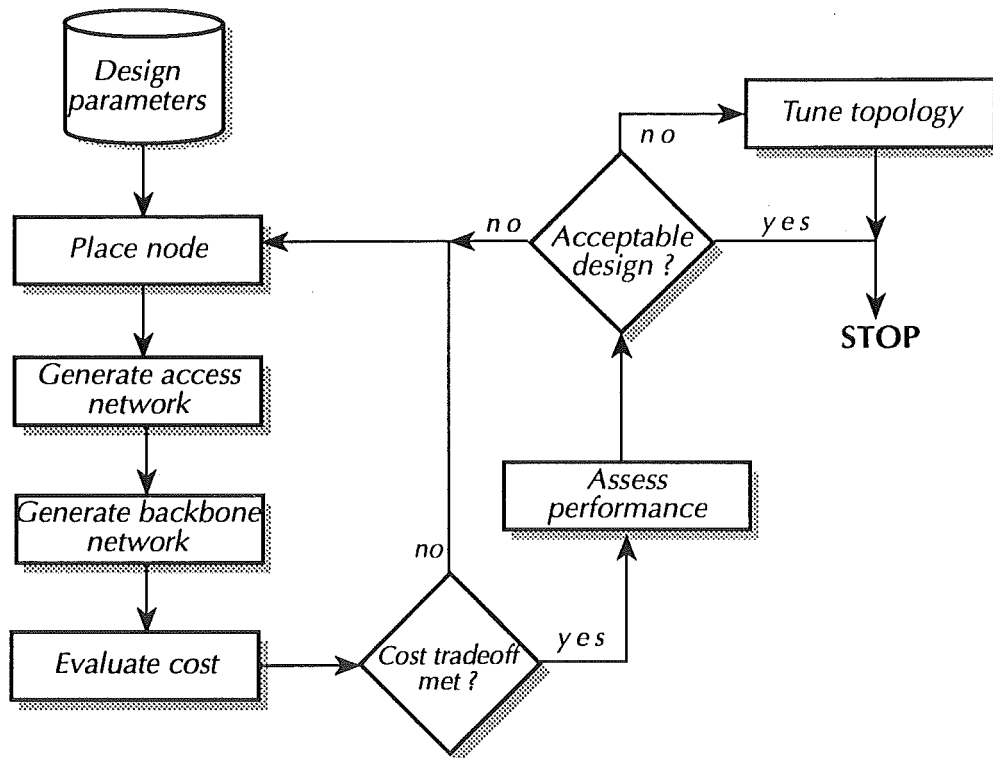 Design
parameters
Place node
Generate access
network
Generate backbone
network
Evaluate cost
Cost tradeoff
met ?
no
yes
Assess
performance
Acceptable
design ?
no
no
yes
Tune topology
STOP